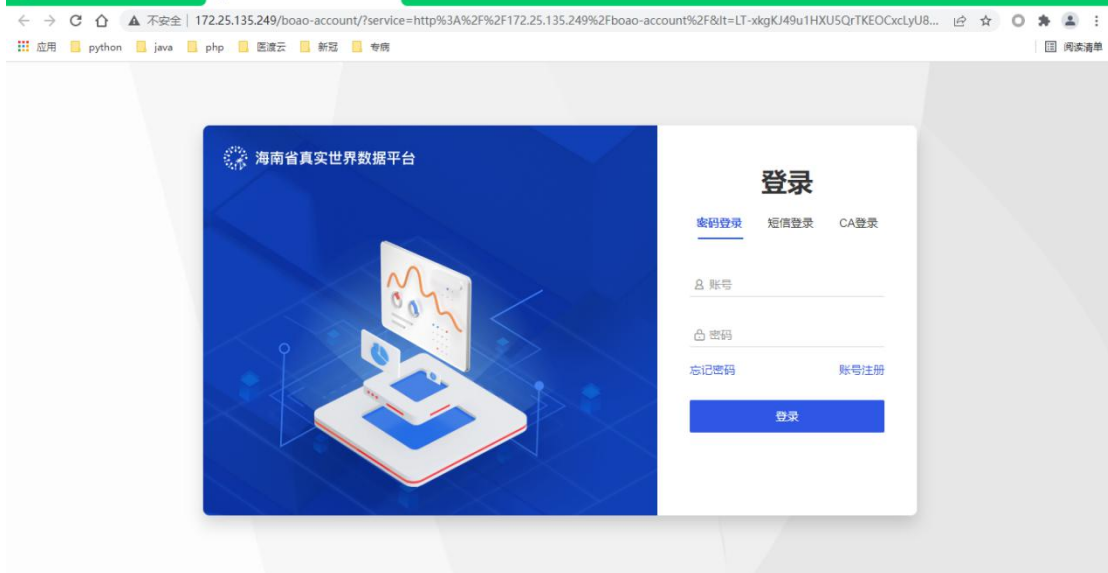 不安全 172.25.135.249/boao-account/?service=http%3A%2F%2F172.25.135.249%2Fboao-account%2F&lt=LT-xkgKJ49u1HXU5QrTKEOCxcLyU8...
应用 python java php 医渡云 新冠 专病 阅读清单
海南省真实世界数据平台
登录
密码登录 短信登录 CA登录
账号
密码
忘记密码 账号注册
登录